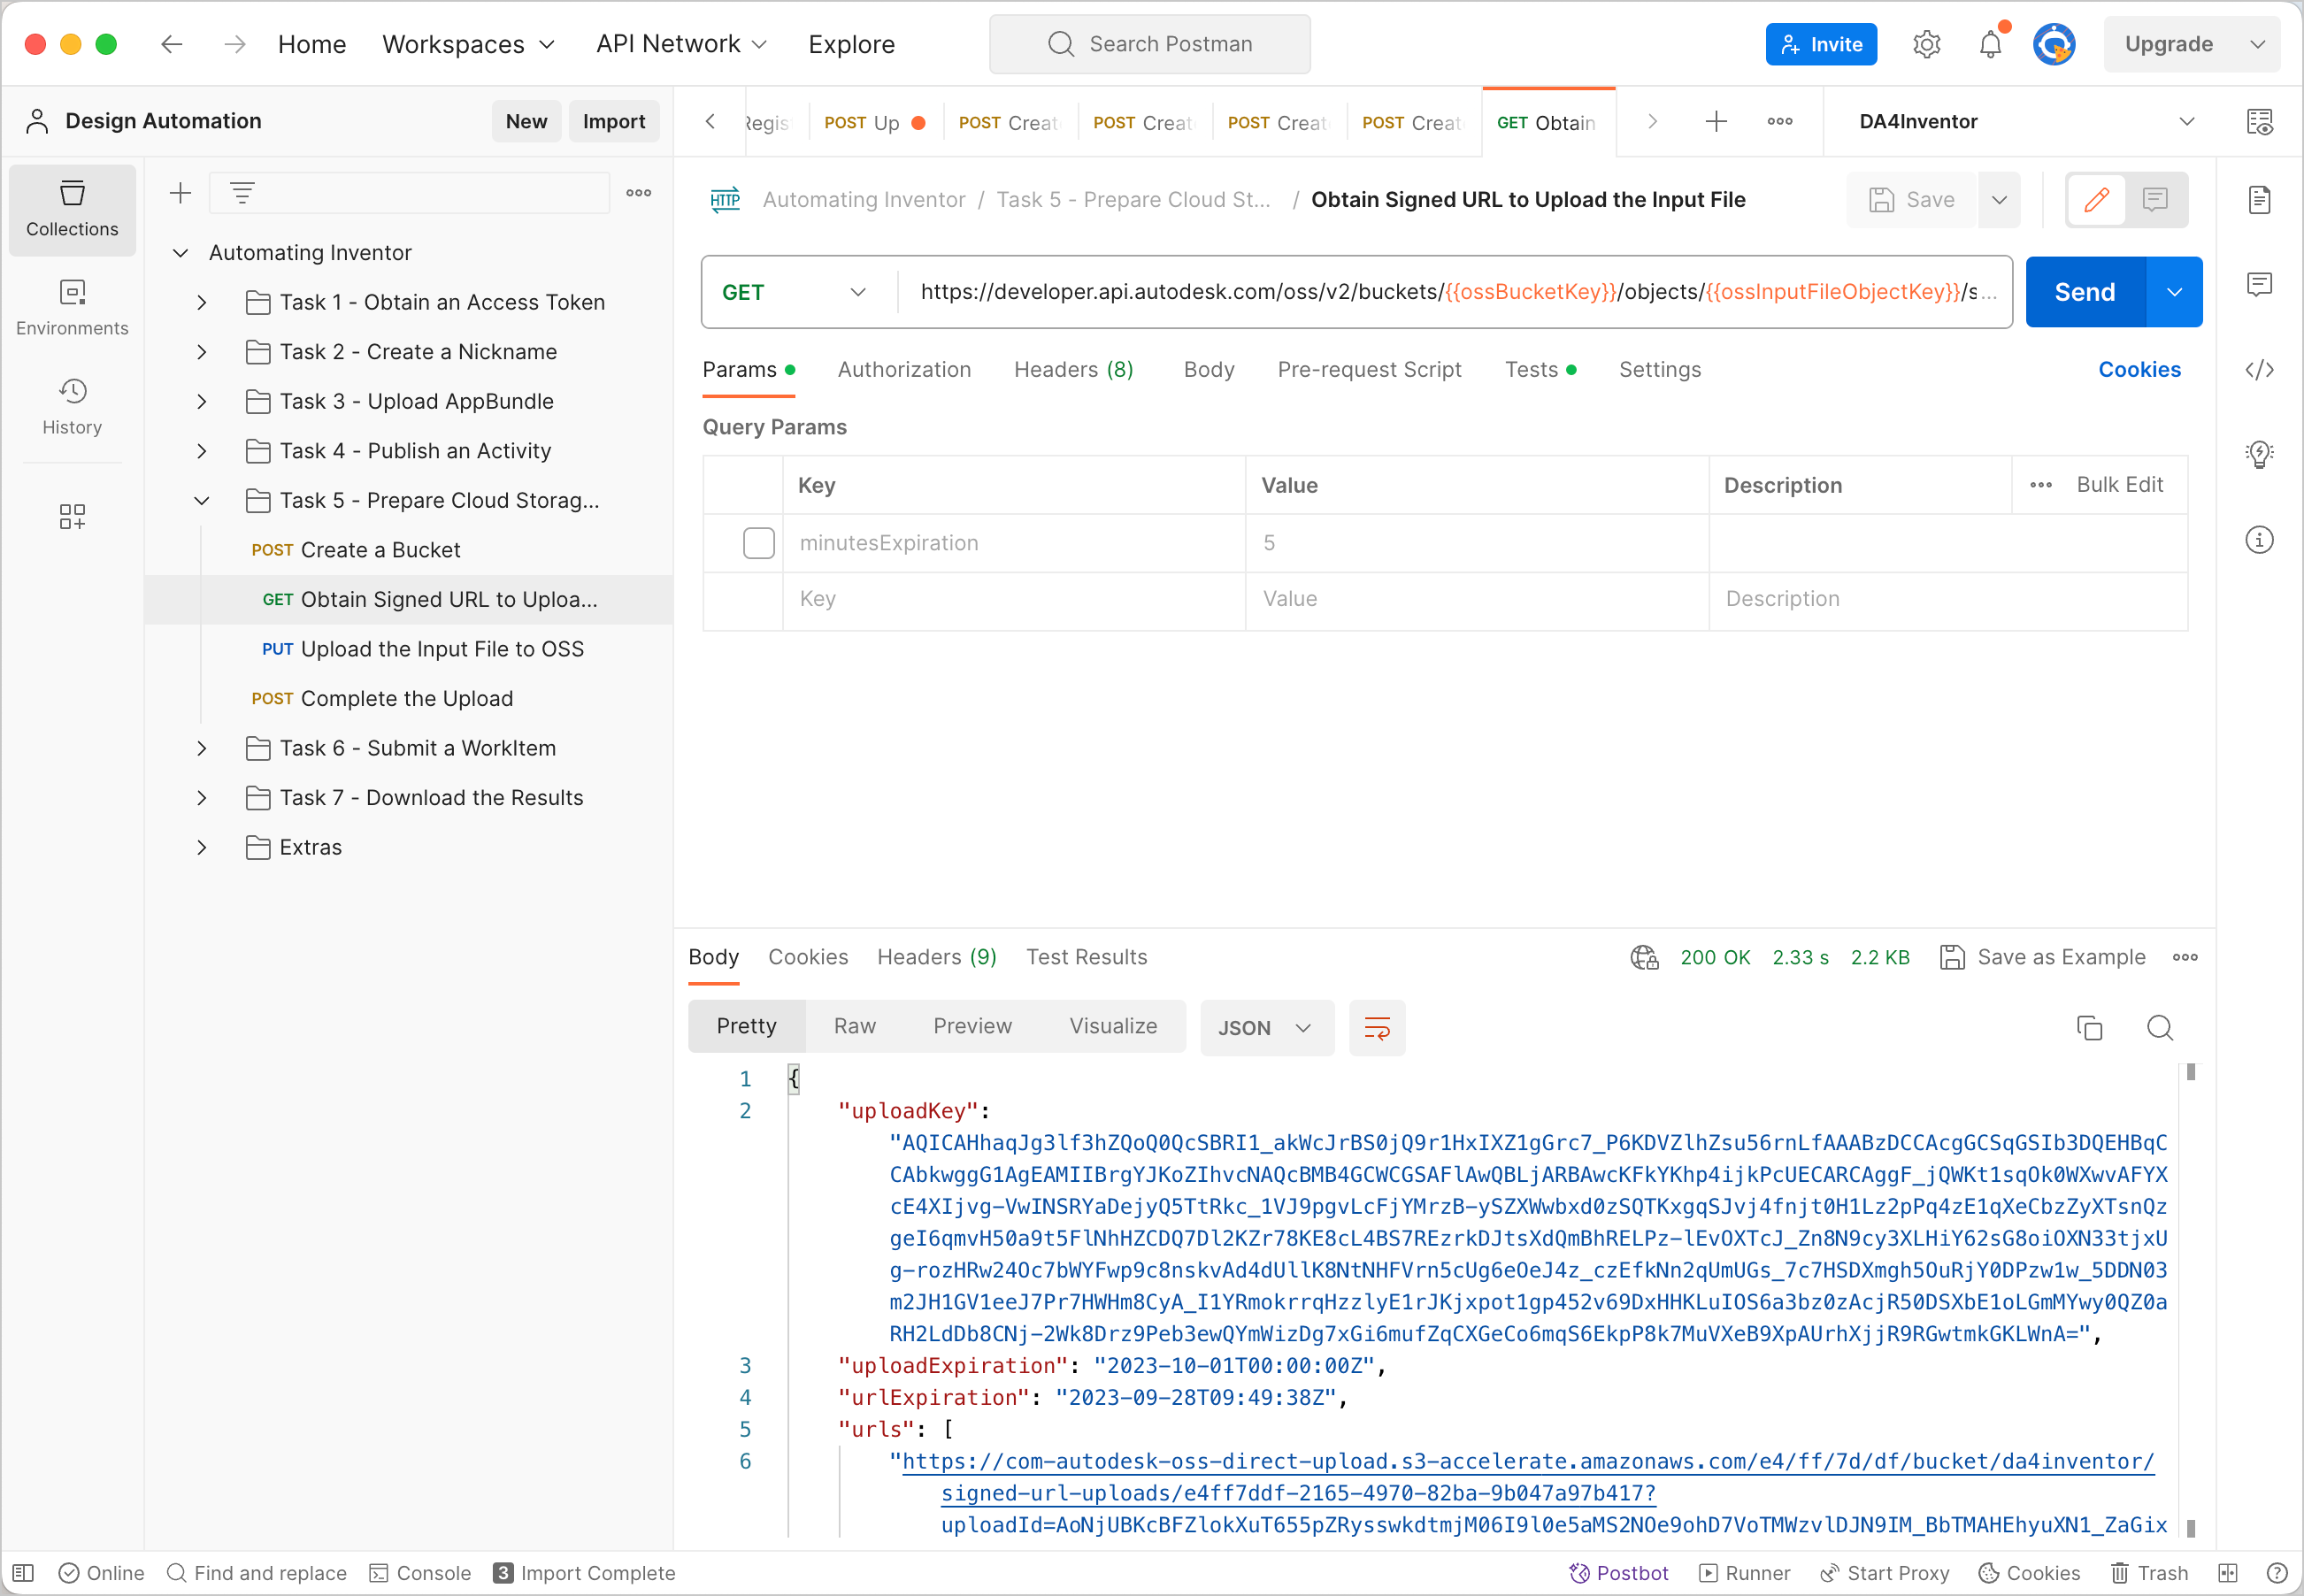 Home
Workspaces
API Network
Explore
Search Postman
Invite
Upgrade
Design Automation
New
Import
POST Up
POST Creat
POST Creat
POST Creat
POST Creat
GET Obtain
DA4Inventor
Collections
Environments
History
Automating Inventor
Task 1 - Obtain an Access Token
Task 2 - Create a Nickname
Task 3 - Upload AppBundle
Task 4 - Publish an Activity
Task 5 - Prepare Cloud Storag...
POST Create a Bucket
GET Obtain Signed URL to Uploa...
PUT Upload the Input File to OSS
POST Complete the Upload
Task 6 - Submit a WorkItem
Task 7 - Download the Results
Extras
HTTP Automating Inventor / Task 5 - Prepare Cloud St... / Obtain Signed URL to Upload the Input File
Save
GET https://developer.api.autodesk.com/oss/v2/buckets/{{ossBucketKey}}/objects/{{ossInputFileObjectKey}}/s...
Send
Params Authorization Headers (8) Body Pre-request Script Tests Settings Cookies
Query Params
Key Value Description Bulk Edit
minutesExpiration 5
Key Value Description
Body Cookies Headers (9) Test Results 200 OK 2.33 s 2.2 KB Save as Example
Pretty Raw Preview Visualize JSON
1 {
2 "uploadKey":
"AQICAHhaqJg3lf3hZQoQ0QcSBRI1_akWcJrBS0jQ9r1HxIXZ1gGrc7_P6KDVZlhZsu56rnLfAAABzDCCAcgGCSqGSIb3DQEHBqC
CAbkwggG1AgEAMIIBrgYJKoZIhvcNAQcBMB4GCWCGSAFlAwQBLjARBAwcKFkYKhp4ijkPcUECARCAggF_jQWKt1sqOk0WXwvAFYX
cE4XIjvg-VwINSRYaDejyQ5TtRkc_1VJ9pgvLcFjYMrzB-ySZXWwbxd0zSQTKxgqSJvj4fnjt0H1Lz2pPq4zE1qXeCbzZyXTsnQz
geI6qmvH50a9t5FlNhHZCDQ7Dl2KZr78KE8cL4BS7REzrkDJtsXdQmBhRELPz-lEvOXTcJ_Zn8N9cy3XLHiY62sG8oiOXN33tjxU
g-rozHRw24Oc7bWYFwp9c8nskvAd4dUllK8NtNHFVrn5cUg6eOeJ4z_czEfkNn2qUmUGs_7c7HSDXmgh5OuRjY0DPzw1w_5DDN03
m2JH1GV1eeJ7Pr7HWHm8CyA_I1YRmokrrqHzzlyE1rJKjxpot1gp452v69DxHHKLuIOS6a3bz0zAcjR50DSXbE1oLGmMYwy0QZ0a
RH2LdDb8CNj-2Wk8Drz9Peb3ewQYmWizDg7xGi6mufZqCXGeCo6mqS6EkpP8k7MuVXeB9XpAUrhXjjR9RGwtmkGKLWnA=",
3 "uploadExpiration": "2023-10-01T00:00:00Z",
4 "urlExpiration": "2023-09-28T09:49:38Z",
5 "urls": [
6 "https://com-autodesk-oss-direct-upload.s3-accelerate.amazonaws.com/e4/ff/7d/df/bucket/da4inventor/
signed-url-uploads/e4ff7ddf-2165-4970-82ba-9b047a97b417?
uploadId=AoNjUBKcBFZlokXuT655pZRysswkdtmjM06I9l0e5aMS2NOe9ohD7VoTMWzvlDJN9IM_BbTMAHEhyuXN1_ZaGix
Online Find and replace Console 3 Import Complete Postbot Runner Start Proxy Cookies Trash